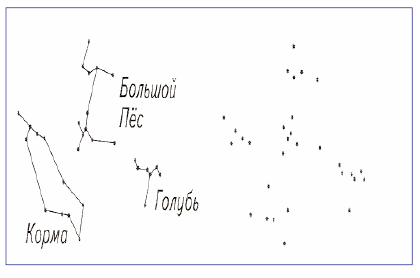 Большой
Пёс
Голубь
Корма